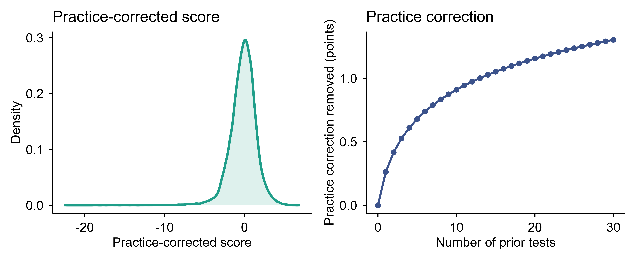 Practice-corrected score
Density
0.3
0.2
0.1
0.0
-20
-10
0
Practice-corrected score
Practice correction
Practice correction removed (points)
1.0
0.5
0.0
0
10
20
30
Number of prior tests